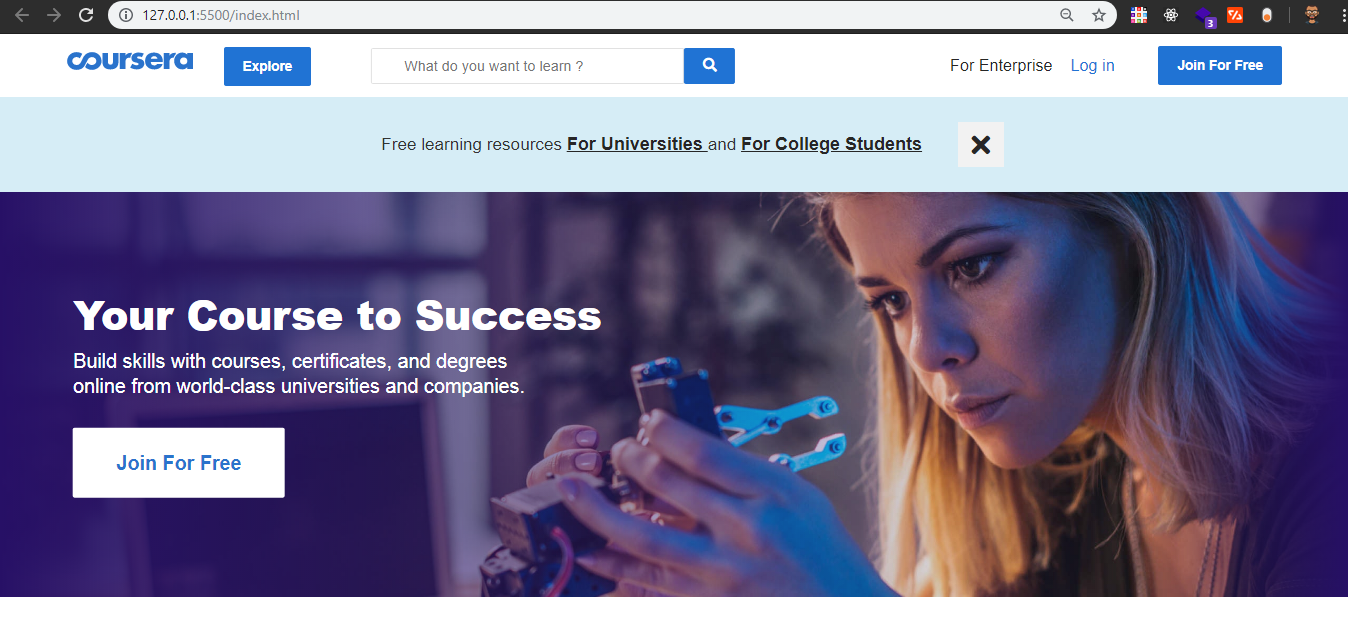 127.0.0.1:5500/index.html
3
coursera
Explore
What do you want to learn ?
For Enterprise
Log in
Join For Free
Free learning resources For Universities and For College Students
Your Course to Success
Build skills with courses, certificates, and degrees
online from world-class universities and companies.
Join For Free